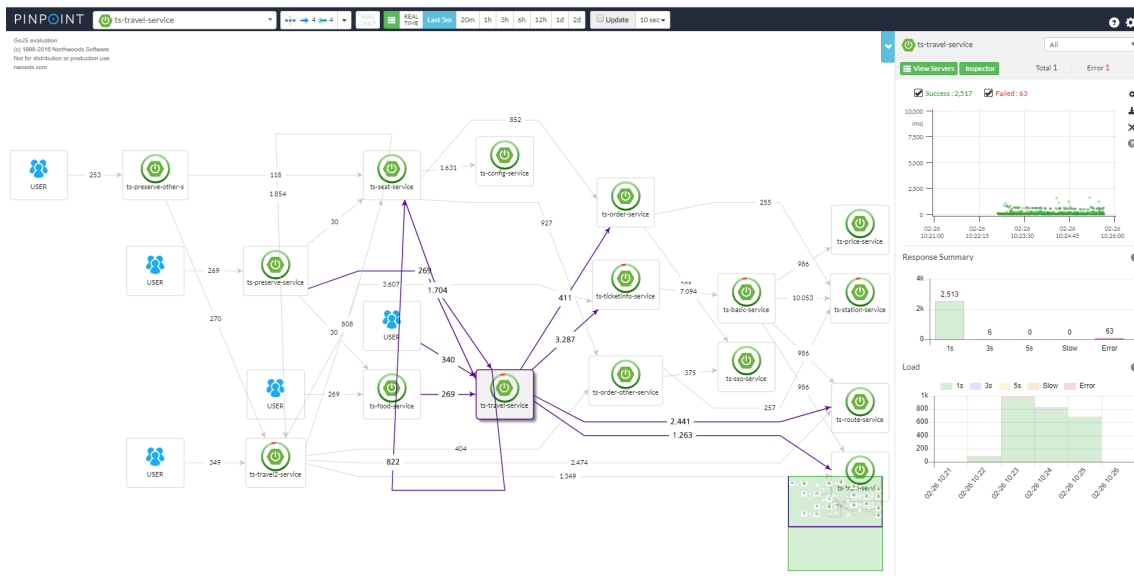 PINPOINT
ts-travel-service
4
4
WAS ONLY
REAL TIME
Last 5m
20m
1h
3h
6h
12h
1d
2d
Update
10 sec
GoJS evaluation
(c) 1998-2016 Northwoods Software
Not for distribution or production use
nwoods.com
852
USER
253
ts-preserve-other-s
118
1.854
ts-seat-service
1.631
ts-config-service
30
927
ts-order-service
255
ts-price-service
USER
269
ts-preserve-service
269
3.607
1.704
411
ts-ticketinfo-service
7.094
ts-basic-service
986
10.053
ts-station-service
270
30
808
USER
340
3.287
986
USER
269
ts-food-service
269
ts-travel-service
ts-order-other-service
375
ts-sso-service
986
257
ts-route-service
2.441
1.263
USER
349
ts-travel2-service
404
822
2.474
1.349
ts-travel-service
All
View Servers
Inspector
Total 1
Error 1
Success : 2,517
Failed : 63
10,000
(ms)
7,500
5,000
2,500
0
02-26 10:21:00
02-26 10:22:15
02-26 10:23:30
02-26 10:24:45
02-26 10:26:00
Response Summary
4k
2k
0
2,513
6
0
0
63
1s
3s
5s
Slow
Error
Load
1s
3s
5s
Slow
Error
1k
800
600
400
200
0
02-26 10:21
02-26 10:22
02-26 10:23
02-26 10:24
02-26 10:25
02-26 10:26